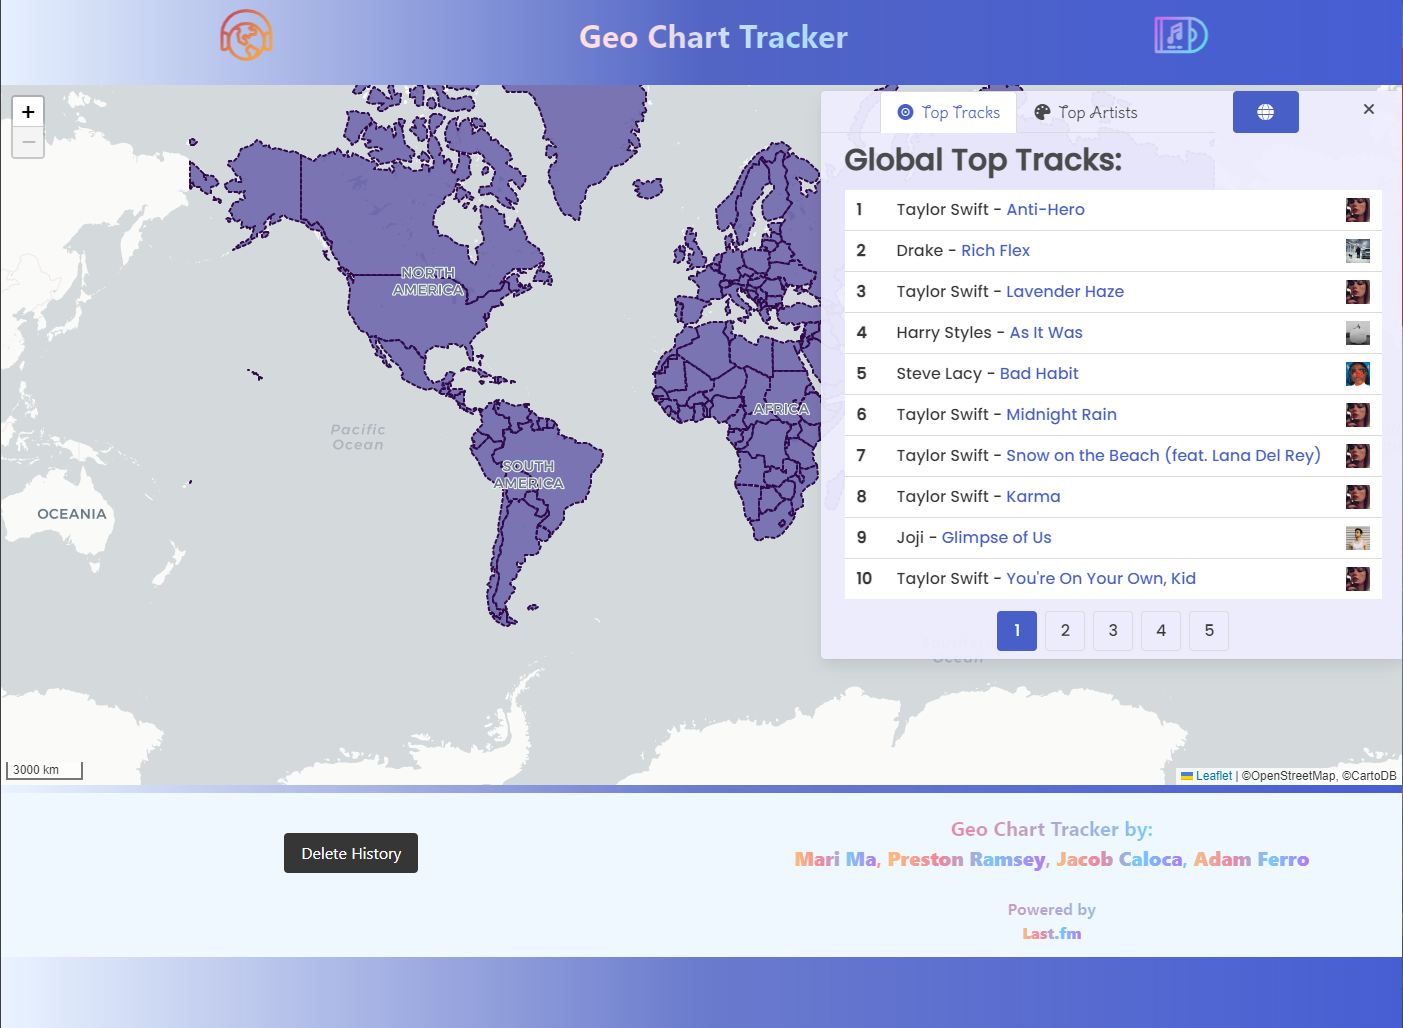 Geo Chart Tracker
+
−
Top Tracks
Top Artists
×
Global Top Tracks:
1 Taylor Swift - Anti-Hero
2 Drake - Rich Flex
3 Taylor Swift - Lavender Haze
4 Harry Styles - As It Was
5 Steve Lacy - Bad Habit
6 Taylor Swift - Midnight Rain
7 Taylor Swift - Snow on the Beach (feat. Lana Del Rey)
8 Taylor Swift - Karma
9 Joji - Glimpse of Us
10 Taylor Swift - You're On Your Own, Kid
1 2 3 4 5
NORTH
AMERICA
AFRICA
Pacific
Ocean
SOUTH
AMERICA
OCEANIA
Ocean
3000 km
Leaflet | ©OpenStreetMap, ©CartoDB
Delete History
Geo Chart Tracker by:
Mari Ma, Preston Ramsey, Jacob Caloca, Adam Ferro
Powered by
Last.fm